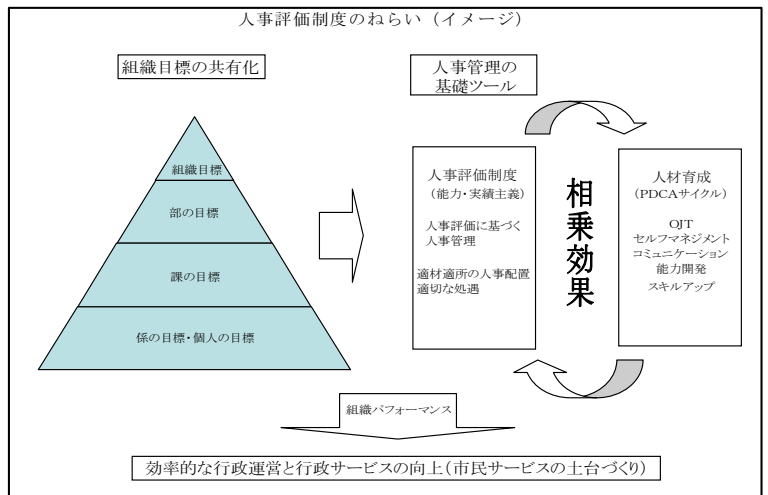 人事評価制度のねらい（イメージ）
組織目標の共有化
人事管理の
基礎ツール
組織目標
部の目標
課の目標
係の目標・個人の目標
人事評価制度
（能力・実績主義）
人事評価に基づく
人事管理
適材適所の人事配置
適切な処遇
相乗効果
人材育成
（PDCAサイクル）
OJT
セルフマネジメント
コミュニケーション
能力開発
スキルアップ
組織パフォーマンス
効率的な行政運営と行政サービスの向上（市民サービスの土台づくり）